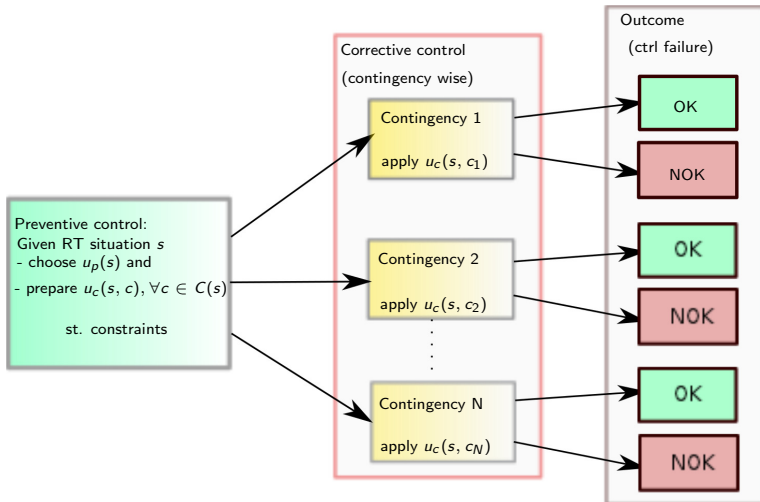 Preventive control:
Given RT situation s
- choose u_p(s) and
- prepare u_c(s, c), ∀c ∈ C(s)
st. constraints
Corrective control
(contingency wise)
Contingency 1
apply u_c(s, c_1)
Contingency 2
apply u_c(s, c_2)
Contingency N
apply u_c(s, c_N)
Outcome
(ctrl failure)
OK
NOK
OK
NOK
OK
NOK